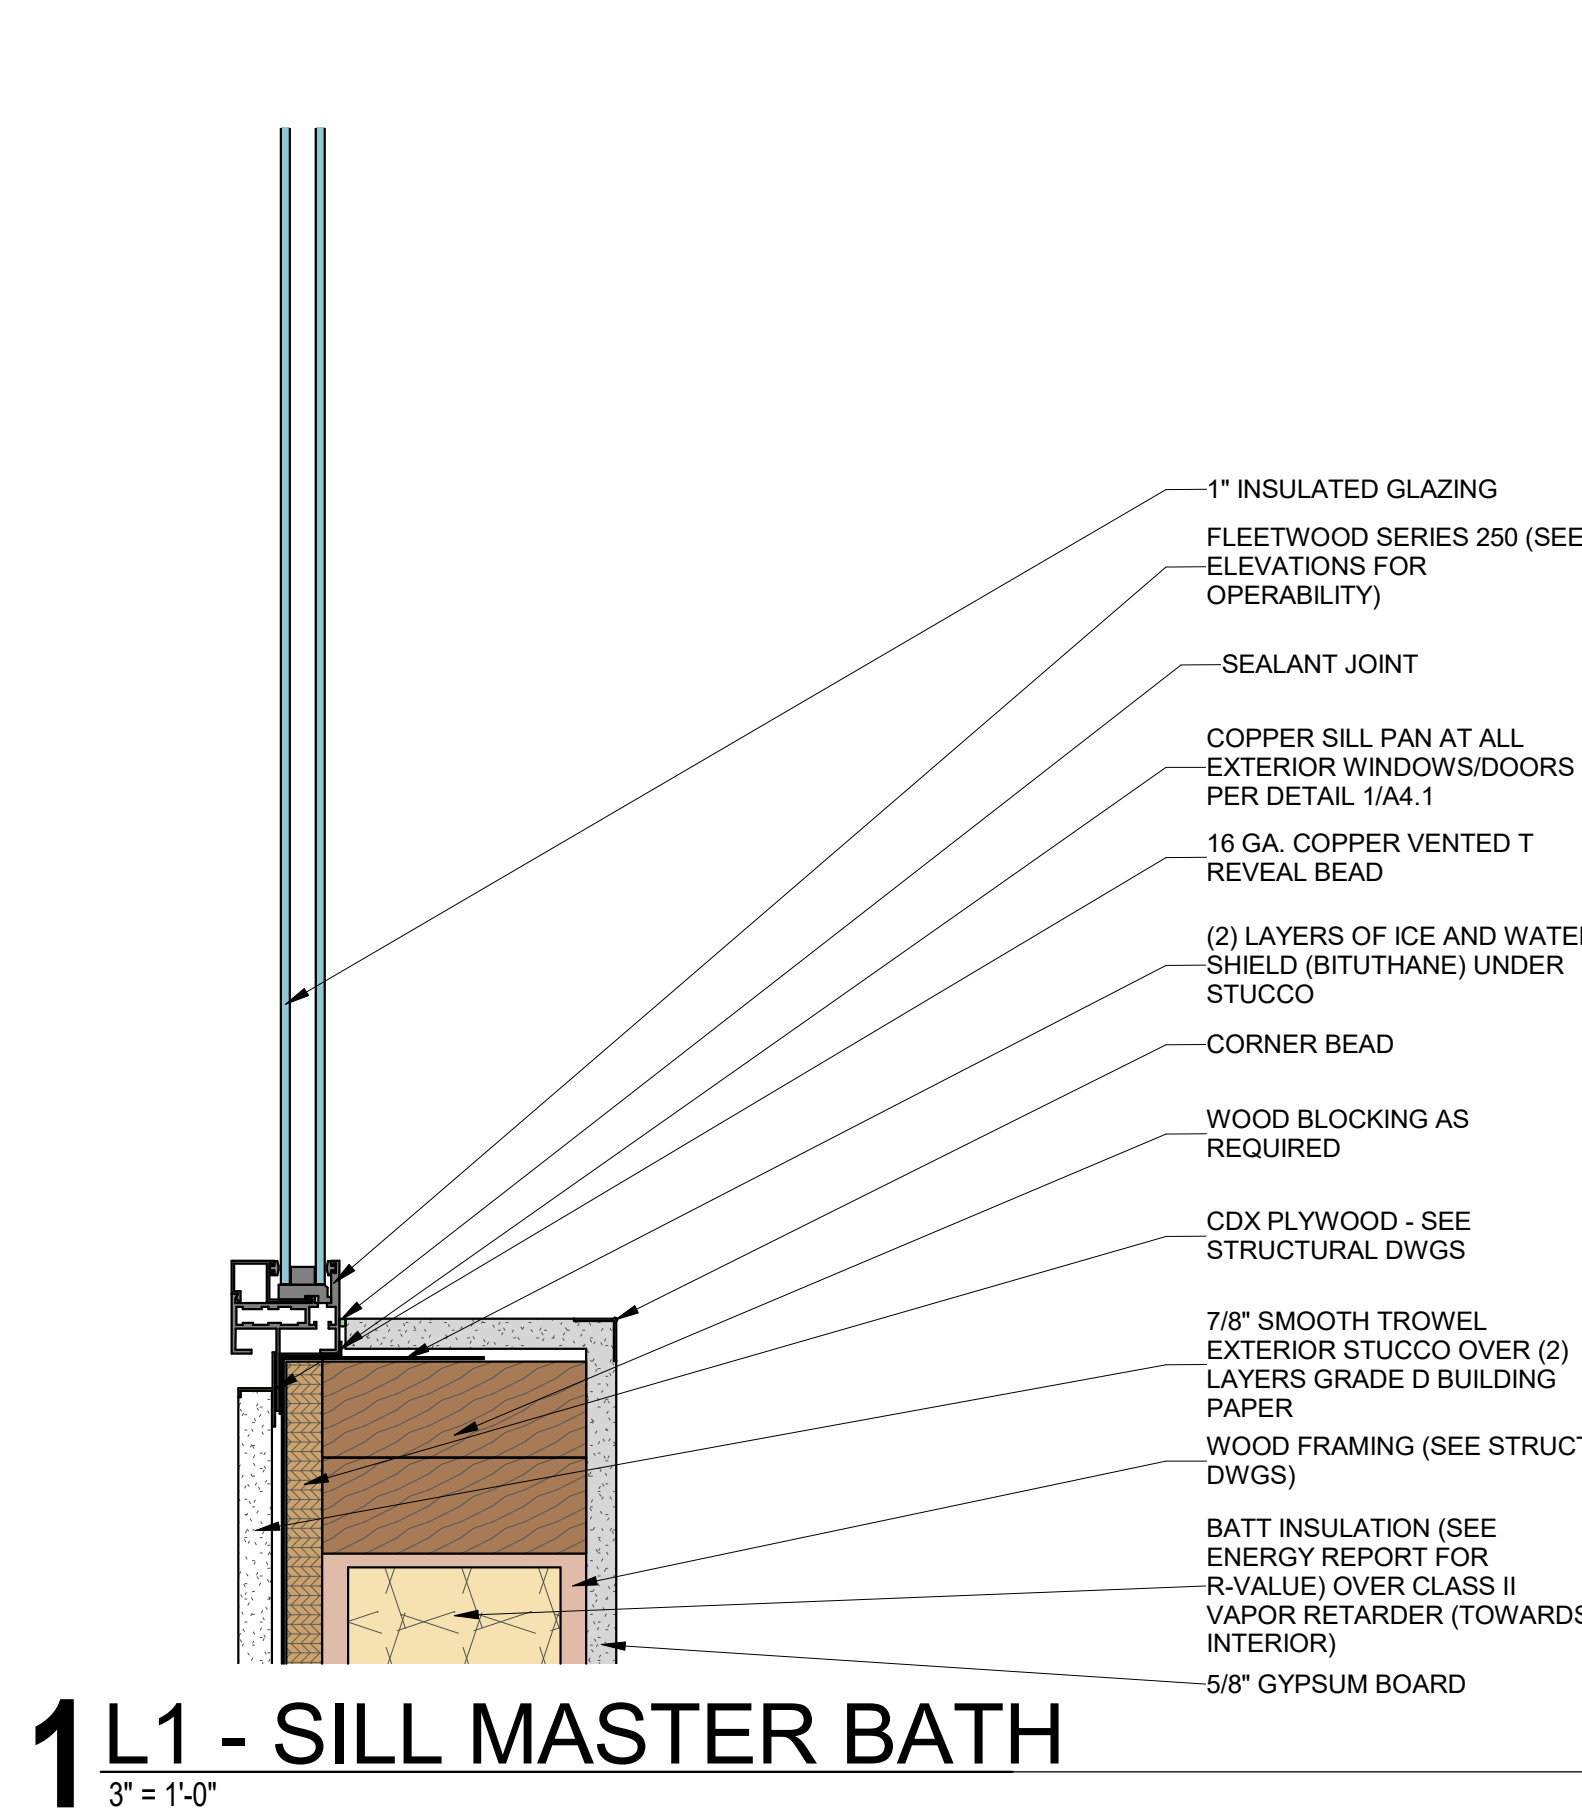 1" INSULATED GLAZING
FLEETWOOD SERIES 250 (SEE
ELEVATIONS FOR
OPERABILITY)
SEALANT JOINT
COPPER SILL PAN AT ALL
EXTERIOR WINDOWS/DOORS
PER DETAIL 1/A4.1
16 GA. COPPER VENTED T
REVEAL BEAD
(2) LAYERS OF ICE AND WATER
SHIELD (BITUTHANE) UNDER
STUCCO
CORNER BEAD
WOOD BLOCKING AS
REQUIRED
CDX PLYWOOD - SEE
STRUCTURAL DWGS
7/8" SMOOTH TROWEL
EXTERIOR STUCCO OVER (2)
LAYERS GRADE D BUILDING
PAPER
WOOD FRAMING (SEE STRUCT
DWGS)
BATT INSULATION (SEE
ENERGY REPORT FOR
R-VALUE) OVER CLASS II
VAPOR RETARDER (TOWARDS
INTERIOR)
5/8" GYPSUM BOARD
1 L1 - SILL MASTER BATH
3" = 1'-0"